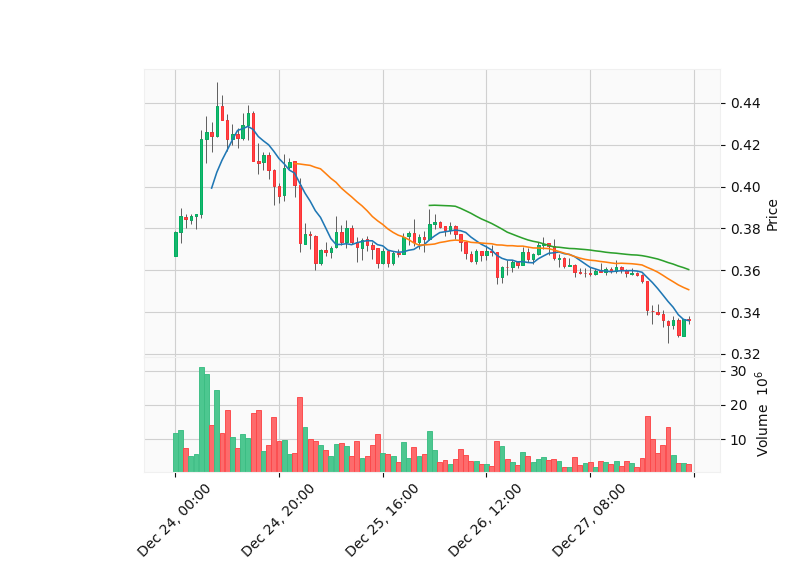 0.44
0.42
0.40
0.38
0.36
0.34
0.32
Price
30
20
10
Volume 10^6
Dec 24, 00:00
Dec 24, 20:00
Dec 25, 16:00
Dec 26, 12:00
Dec 27, 08:00